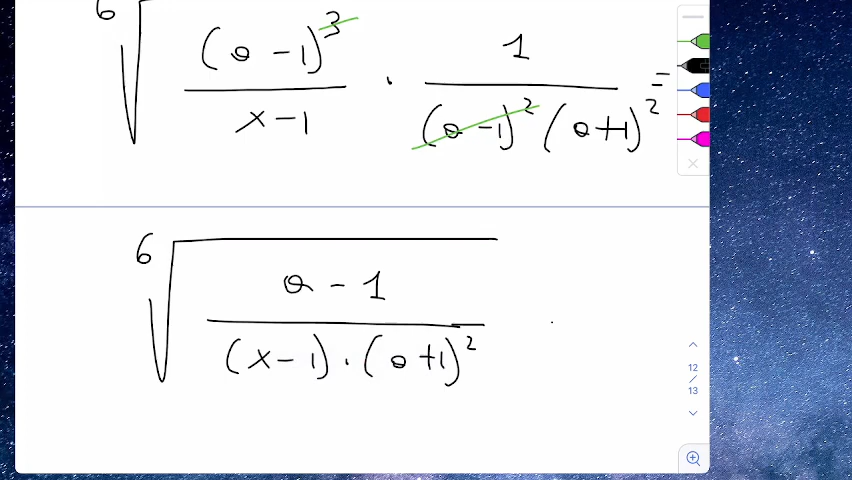 6√ (a - 1)^3 / (x - 1) · 1 / ((a - 1)^2 (a + 1)^2) =
6√ (a - 1) / ((x - 1) · (a + 1)^2)
12
/
13